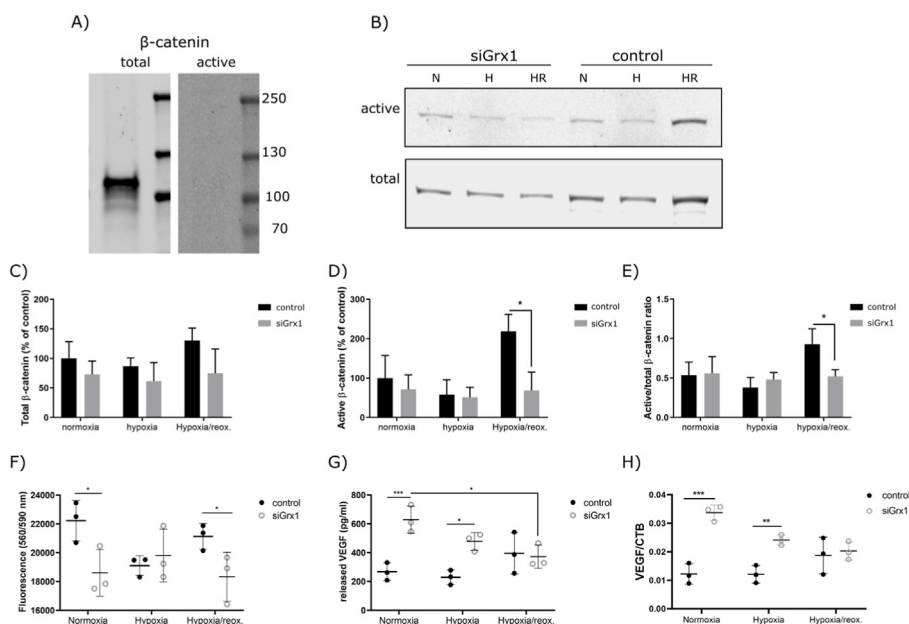 A)
β-catenin
total active
250
130
100
70
B)
siGrx1 control
N H HR N H HR
active
total
C)
Total β-catenin (% of control)
200
150
100
50
0
normoxia hypoxia Hypoxia/reox.
control
siGrx1
D)
Active β-catenin (% of control)
300
200
100
0
*
normoxia hypoxia Hypoxia/reox.
control
siGrx1
E)
Active/total β-catenin ratio
1.5
1.0
0.5
0.0
*
normoxia hypoxia Hypoxia/reox.
control
siGrx1
F)
Fluorescence (560/590 nm)
24000
22000
20000
18000
16000
*
*
Normoxia Hypoxia Hypoxia/reox.
control
siGrx1
G)
released VEGF (pg/ml)
1000
800
600
400
200
0
***
*
*
Normoxia Hypoxia Hypoxia/reox.
control
siGrx1
H)
VEGF/CTB
0.04
0.03
0.02
0.01
0.00
***
**
Normoxia Hypoxia Hypoxia/reox.
control
siGrx1